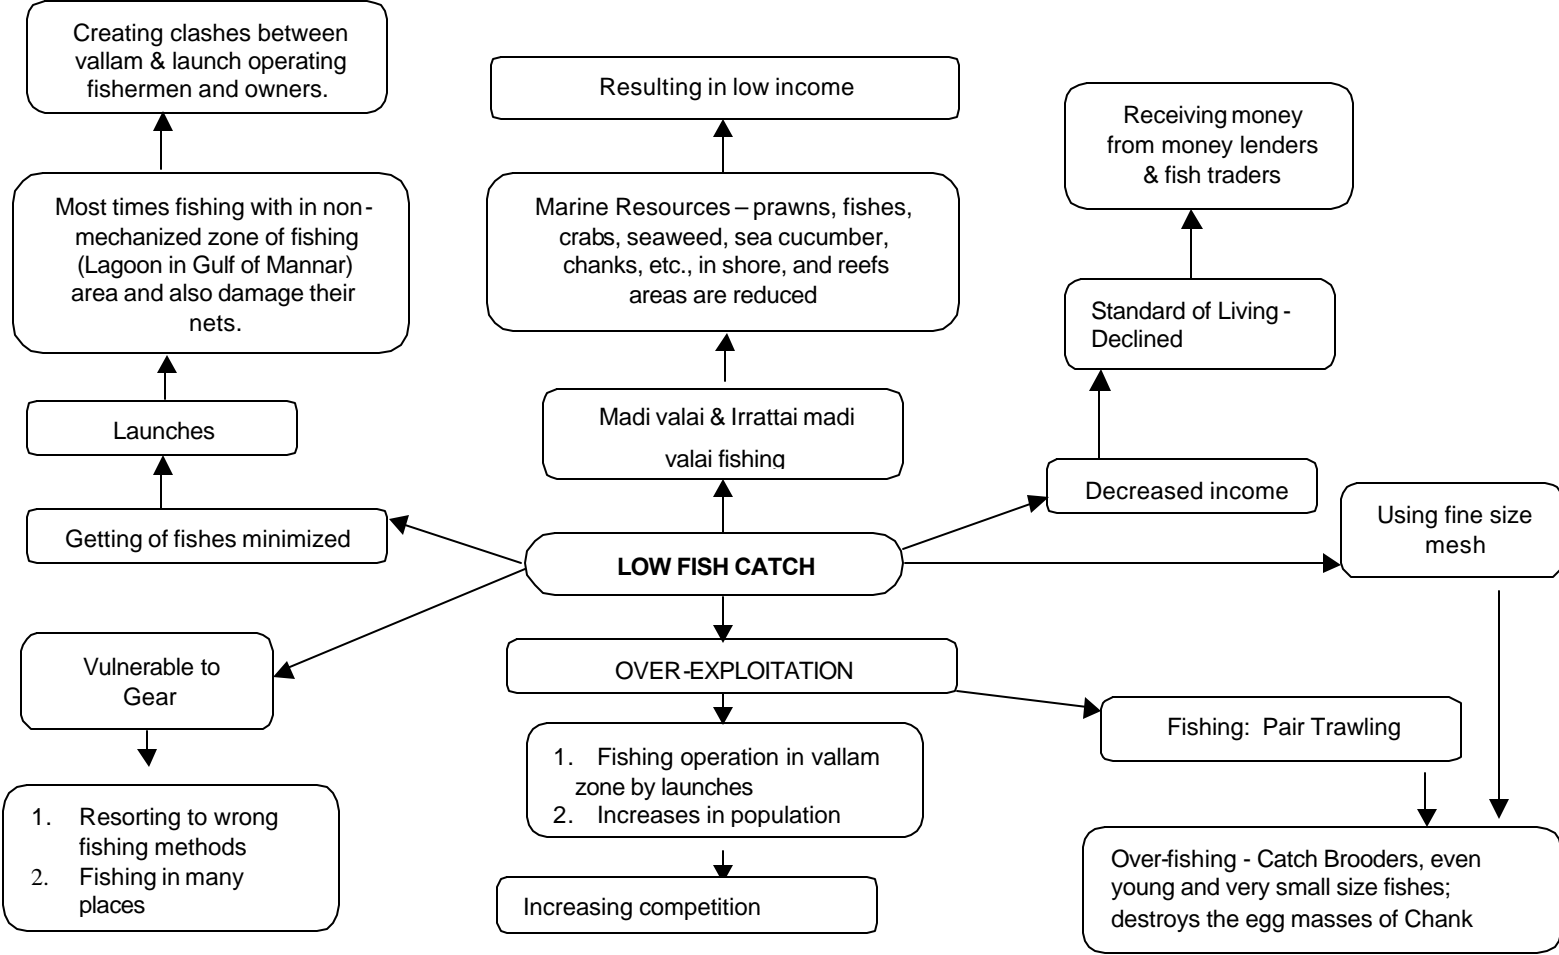 Creating clashes between
vallam & launch operating
fishermen and owners.
Resulting in low income
Receiving money
from money lenders
& fish traders
Most times fishing with in non-
mechanized zone of fishing
(Lagoon in Gulf of Mannar)
area and also damage their
nets.
Marine Resources – prawns, fishes,
crabs, seaweed, sea cucumber,
chanks, etc., in shore, and reefs
areas are reduced
Standard of Living -
Declined
Launches
Madi valai & Irrattai madi
valai fishing
Decreased income
Using fine size
mesh
Getting of fishes minimized
LOW FISH CATCH
Vulnerable to
Gear
OVER-EXPLOITATION
Fishing: Pair Trawling
1. Fishing operation in vallam
zone by launches
2. Increases in population
1. Resorting to wrong
fishing methods
2. Fishing in many
places
Increasing competition
Over-fishing - Catch Brooders, even
young and very small size fishes;
destroys the egg masses of Chank